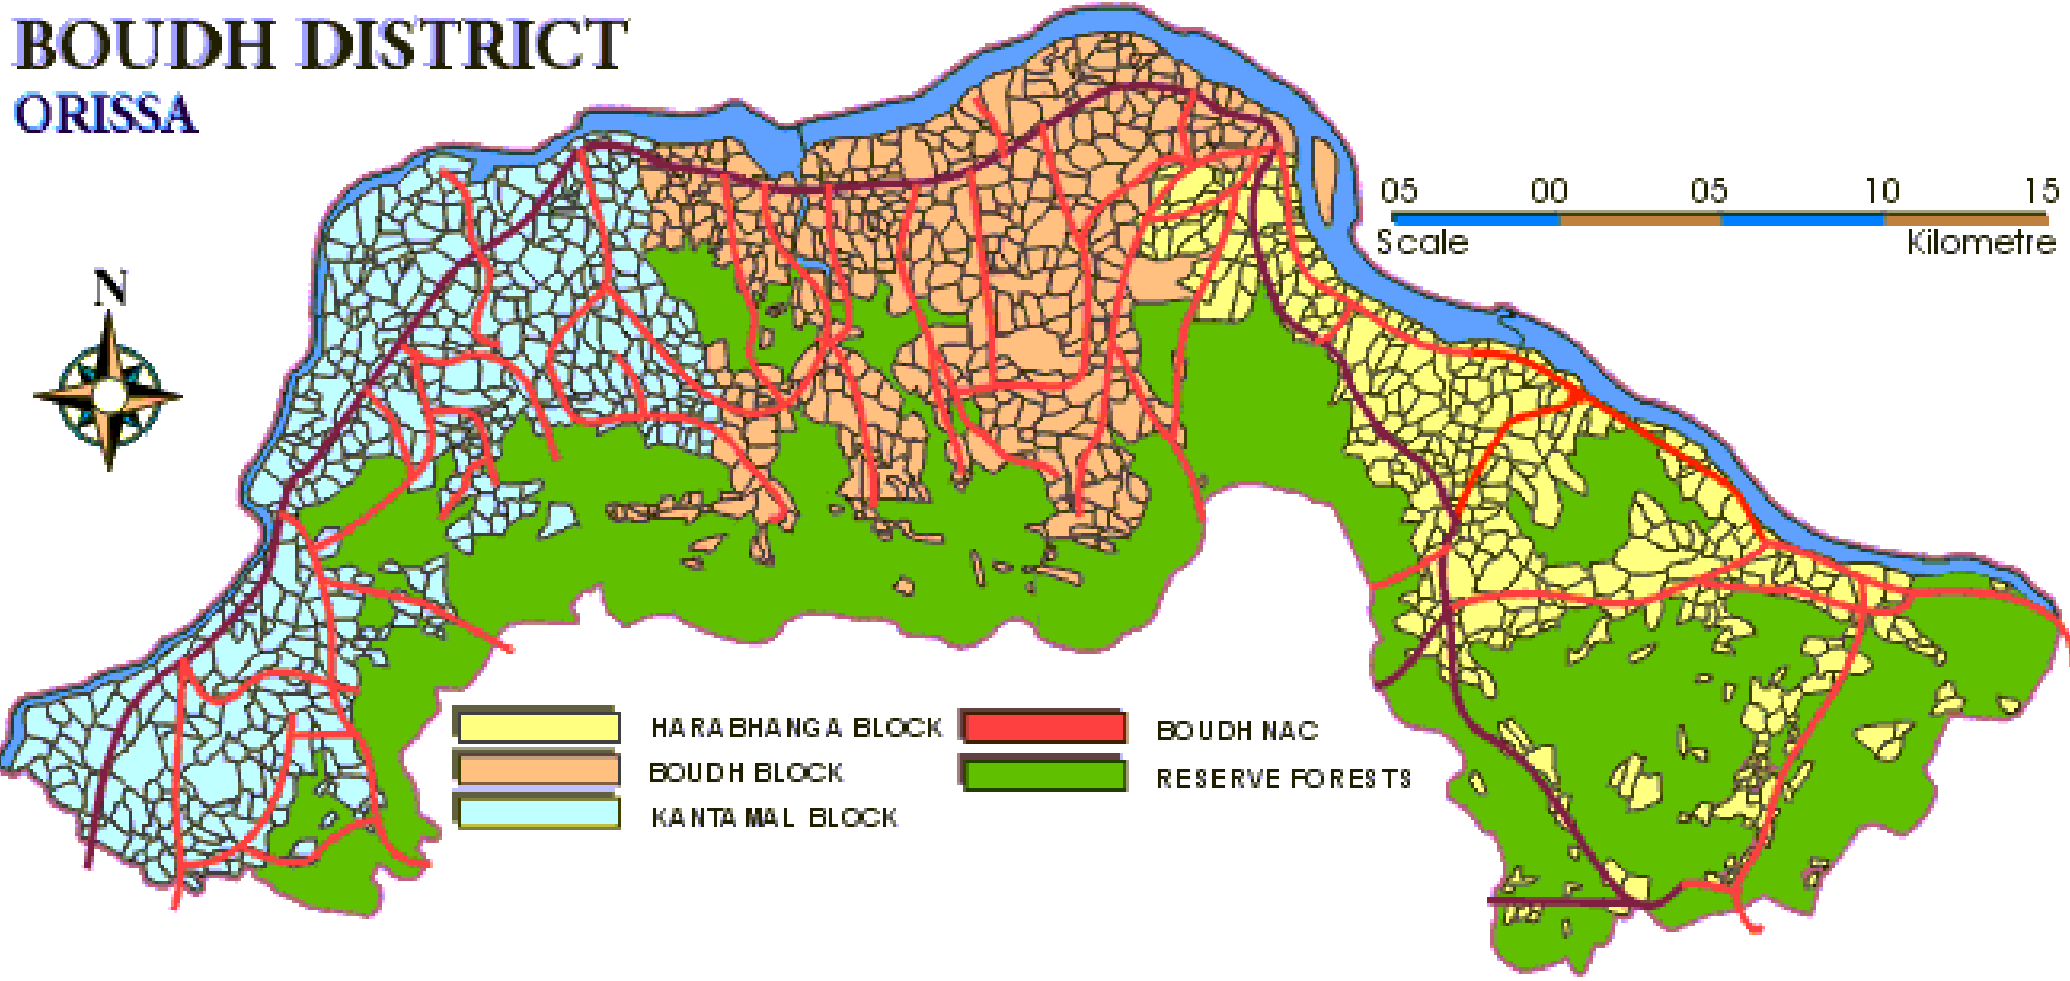 BOUDH DISTRICT
ORISSA
N
05 00 05 10 15
Scale Kilometre
HARABHANGA BLOCK
BOUDH BLOCK
KANTAMAL BLOCK
BOUDH NAC
RESERVE FORESTS